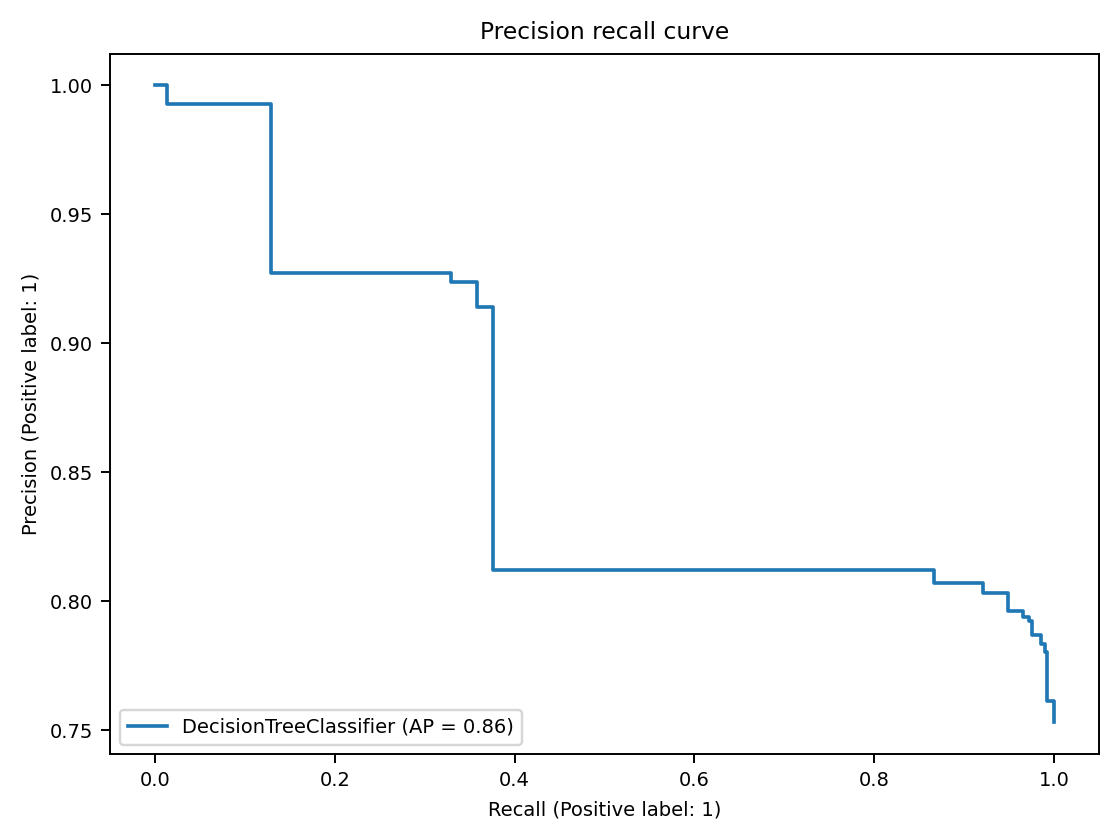 Precision recall curve
1.00
0.95
0.90
0.85
0.80
0.75
Precision (Positive label: 1)
DecisionTreeClassifier (AP = 0.86)
0.0 0.2 0.4 0.6 0.8 1.0
Recall (Positive label: 1)